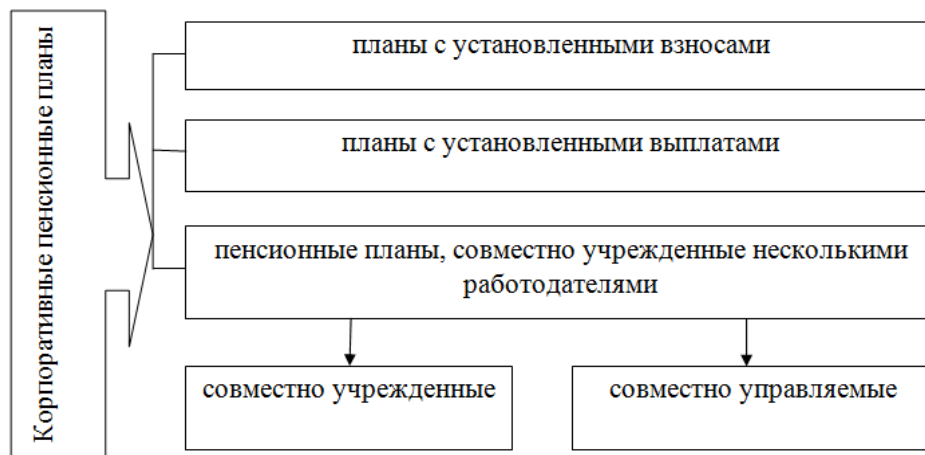 Корпоративные пенсионные планы
планы с установленными взносами
планы с установленными выплатами
пенсионные планы, совместно учрежденные несколькими
работодателями
совместно учрежденные
совместно управляемые